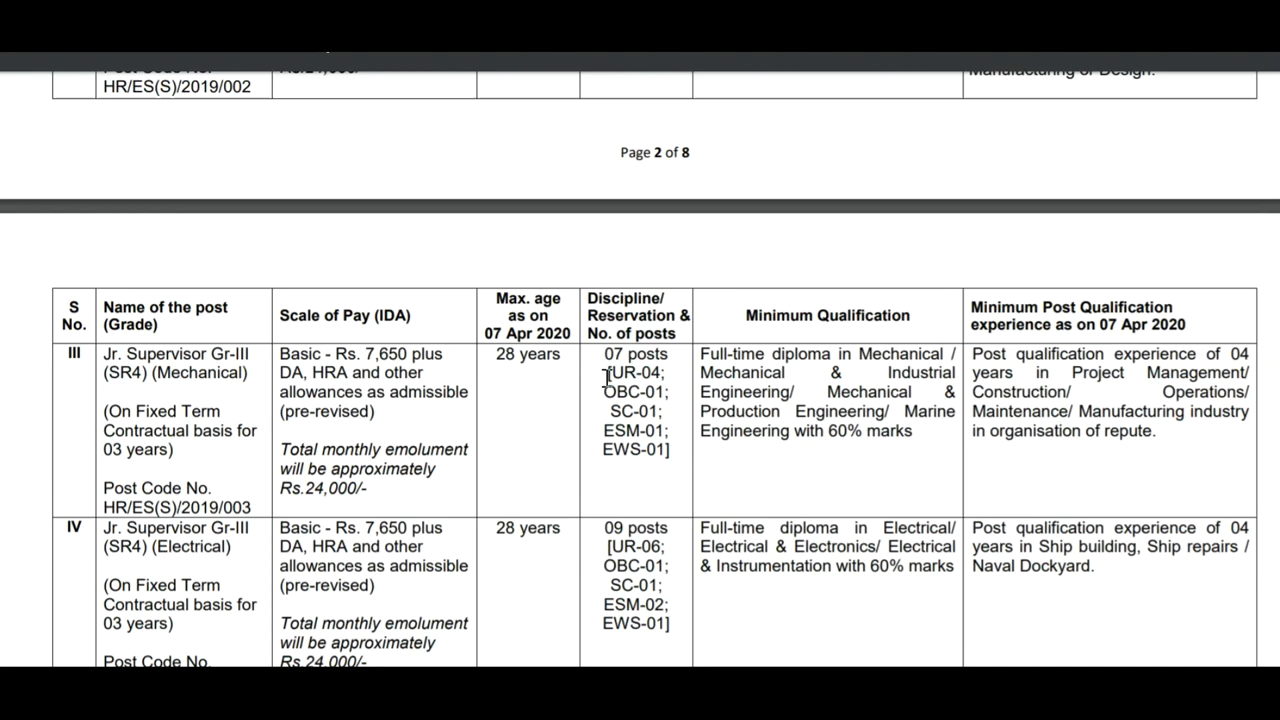 HR/ES(S)/2019/002
Manufacturing or Design.
Page 2 of 8
S No.
Name of the post (Grade)
Scale of Pay (IDA)
Max. age as on 07 Apr 2020
Discipline/ Reservation & No. of posts
Minimum Qualification
Minimum Post Qualification experience as on 07 Apr 2020
III
Jr. Supervisor Gr-III
(SR4) (Mechanical)
(On Fixed Term
Contractual basis for
03 years)
Post Code No.
HR/ES(S)/2019/003
Basic - Rs. 7,650 plus
DA, HRA and other
allowances as admissible
(pre-revised)
Total monthly emolument
will be approximately
Rs.24,000/-
28 years
07 posts
[UR-04;
OBC-01;
SC-01;
ESM-01;
EWS-01]
Full-time diploma in Mechanical /
Mechanical & Industrial
Engineering/ Mechanical &
Production Engineering/ Marine
Engineering with 60% marks
Post qualification experience of 04
years in Project Management/
Construction/ Operations/
Maintenance/ Manufacturing industry
in organisation of repute.
IV
Jr. Supervisor Gr-III
(SR4) (Electrical)
(On Fixed Term
Contractual basis for
03 years)
Post Code No.
Basic - Rs. 7,650 plus
DA, HRA and other
allowances as admissible
(pre-revised)
Total monthly emolument
will be approximately
Rs.24,000/-
28 years
09 posts
[UR-06;
OBC-01;
SC-01;
ESM-02;
EWS-01]
Full-time diploma in Electrical/
Electrical & Electronics/ Electrical
& Instrumentation with 60% marks
Post qualification experience of 04
years in Ship building, Ship repairs /
Naval Dockyard.